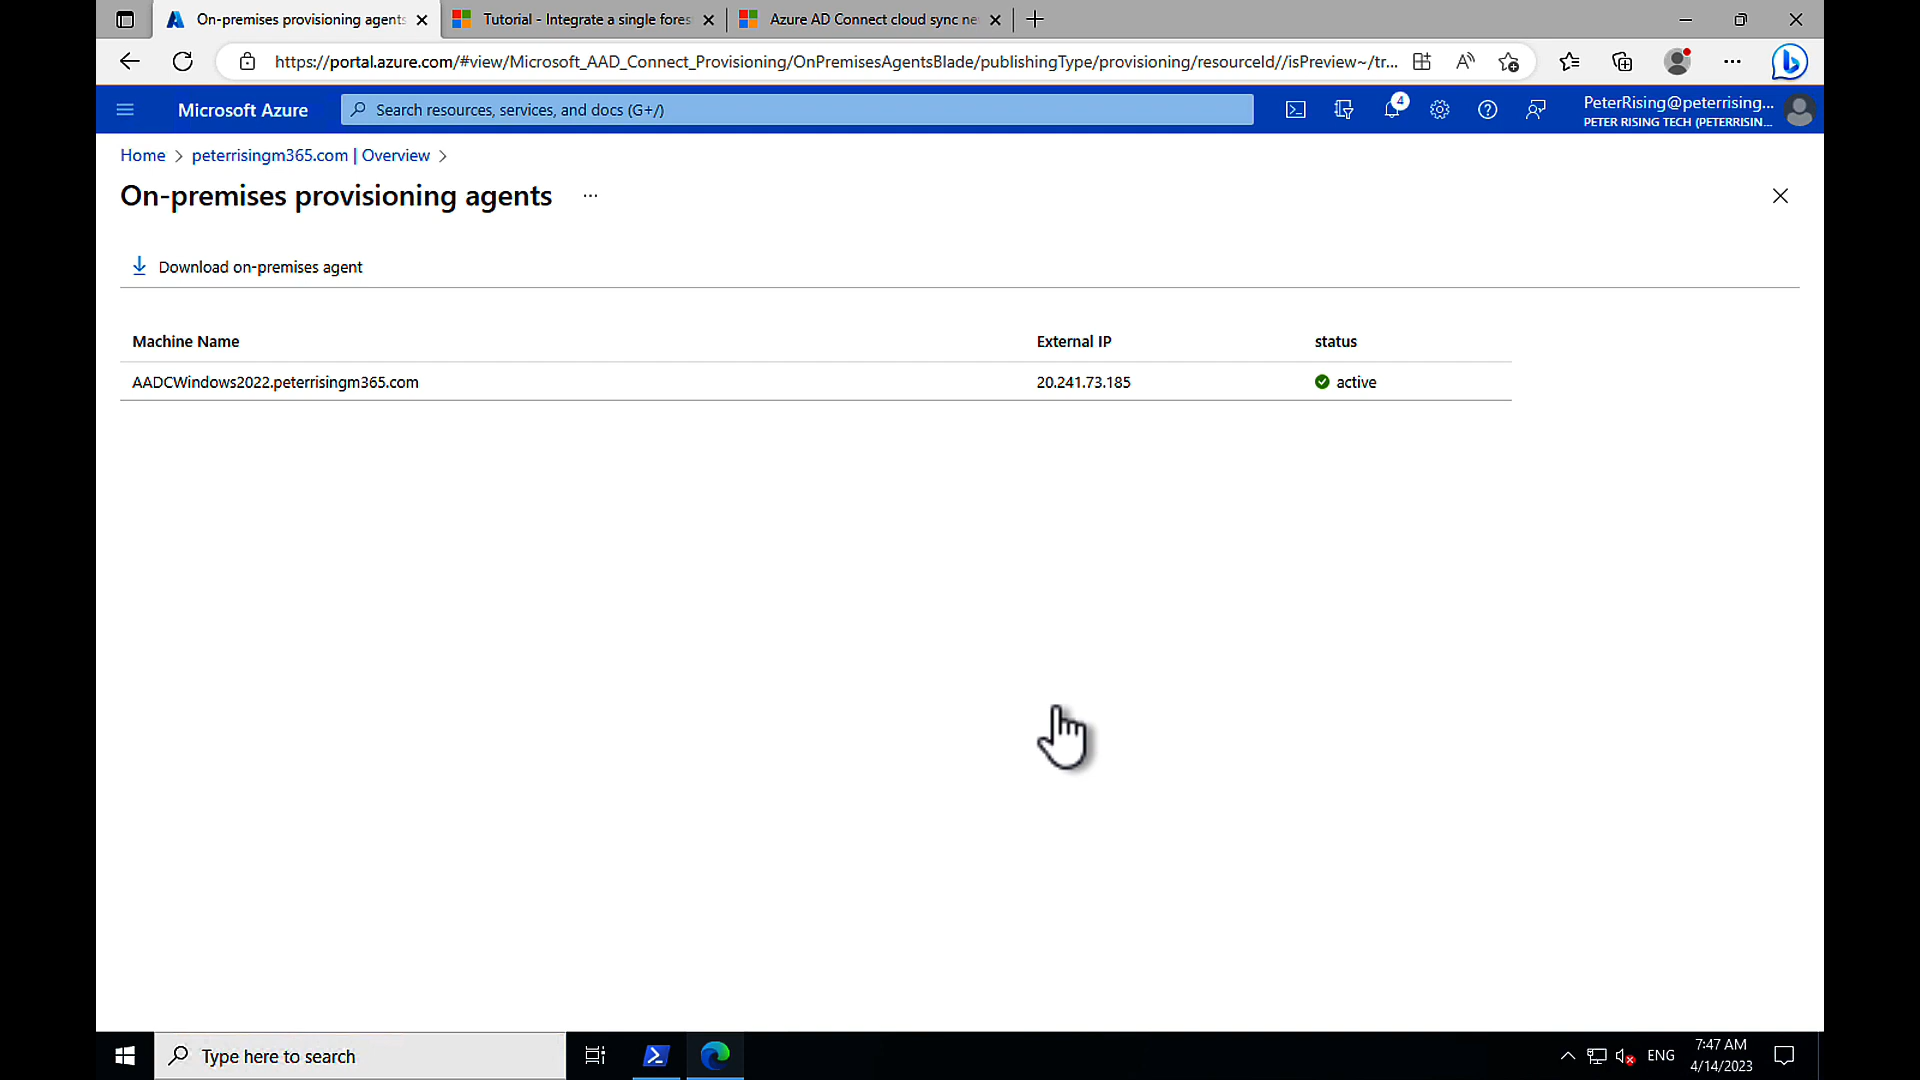 On-premises provisioning agents
Tutorial - Integrate a single fores
Azure AD Connect cloud sync ne
https://portal.azure.com/#view/Microsoft_AAD_Connect_Provisioning/OnPremisesAgentsBlade/publishingType/provisioning/resourceId//isPreview~/tr...
Microsoft Azure
Search resources, services, and docs (G+/)
4
PeterRising@peterrising...
PETER RISING TECH (PETERRISIN...
Home > peterrisingm365.com | Overview >
On-premises provisioning agents ...
Download on-premises agent
Machine Name External IP status
AADCWindows2022.peterrisingm365.com 20.241.73.185 active
Type here to search
ENG
7:47 AM
4/14/2023